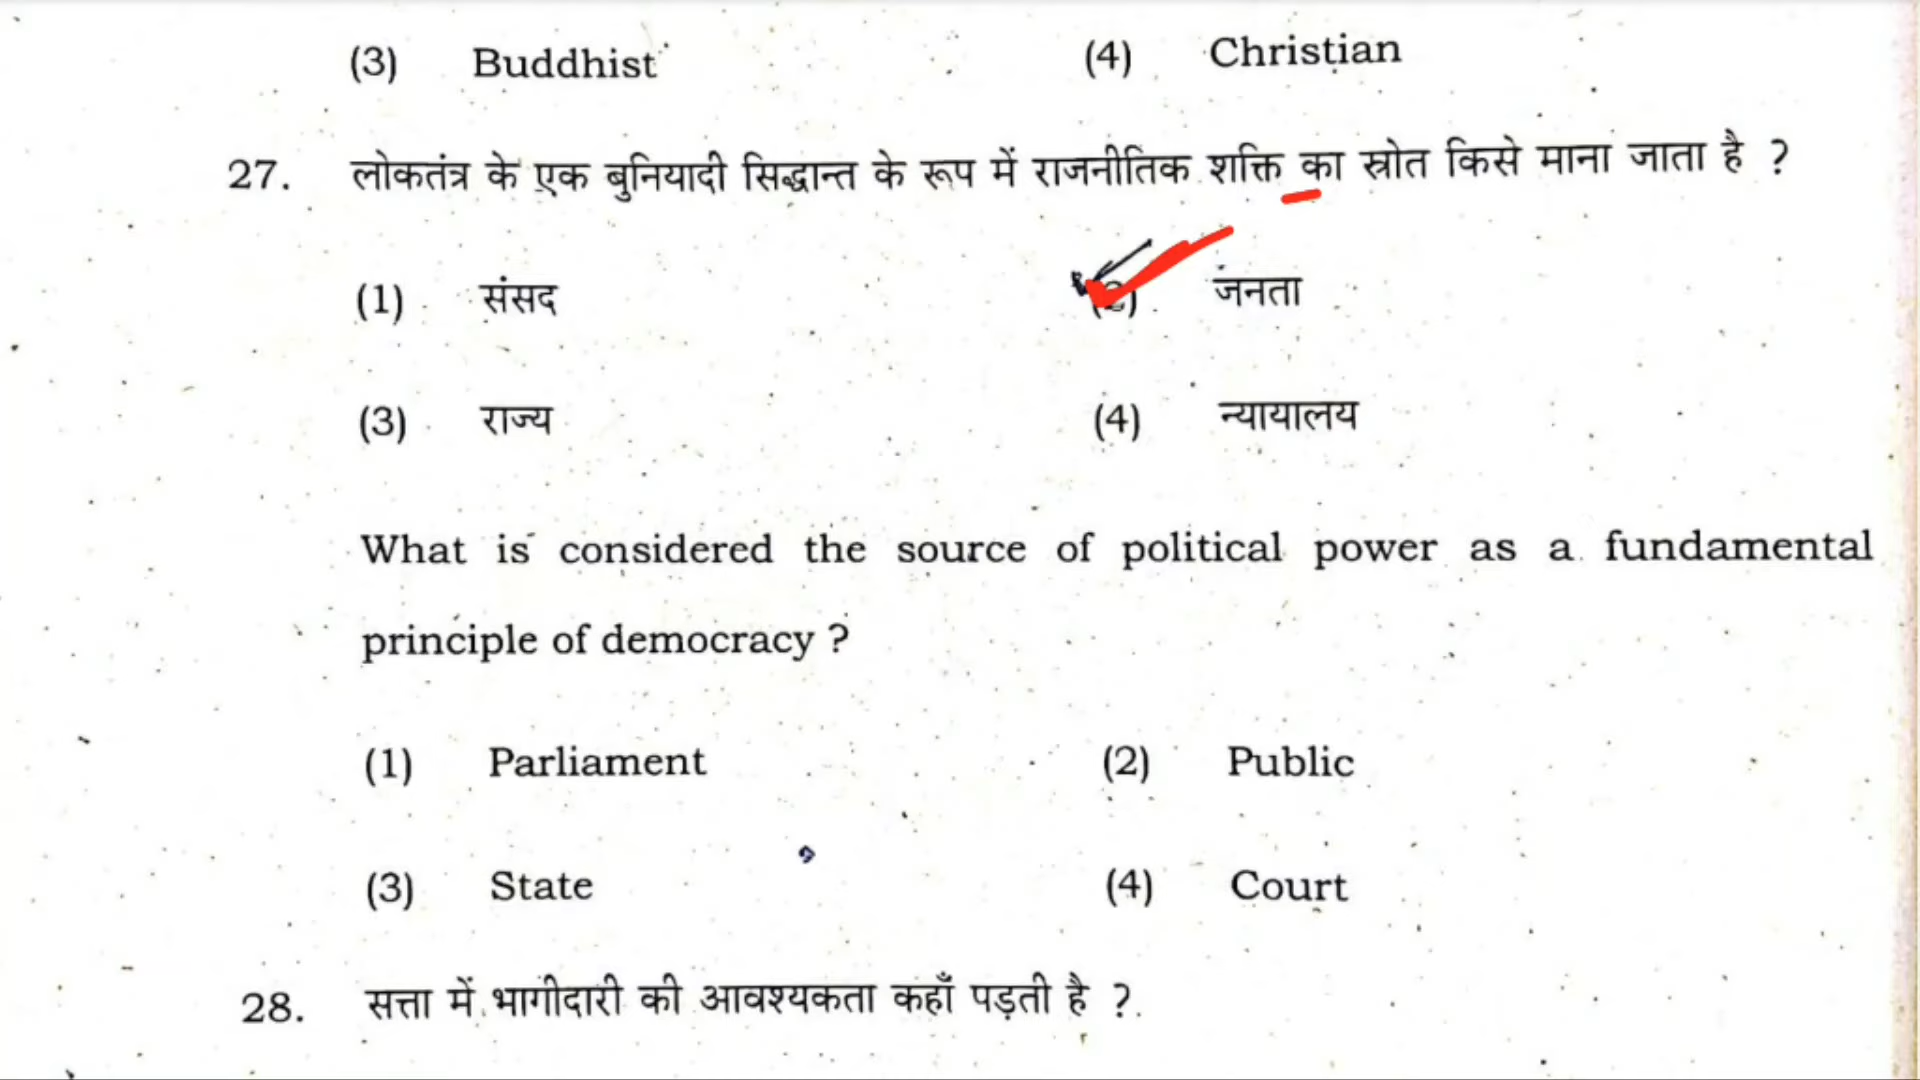 (3) Buddhist (4) Christian
27. लोकतंत्र के एक बुनियादी सिद्धान्त के रूप में राजनीतिक शक्ति का स्रोत किसे माना जाता है ?
(1) संसद (2) जनता
(3) राज्य (4) न्यायालय
What is considered the source of political power as a fundamental
principle of democracy ?
(1) Parliament (2) Public
(3) State (4) Court
28. सत्ता में भागीदारी की आवश्यकता कहाँ पड़ती है ?